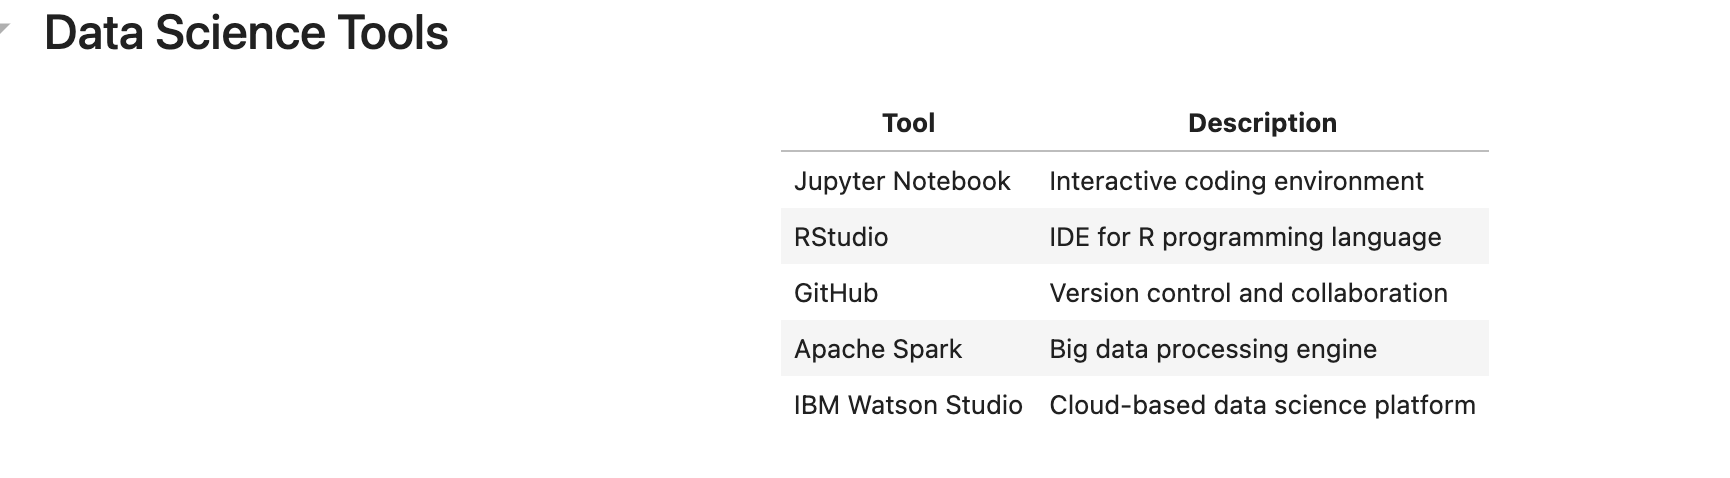 Data Science Tools
Tool Description
Jupyter Notebook Interactive coding environment
RStudio IDE for R programming language
GitHub Version control and collaboration
Apache Spark Big data processing engine
IBM Watson Studio Cloud-based data science platform